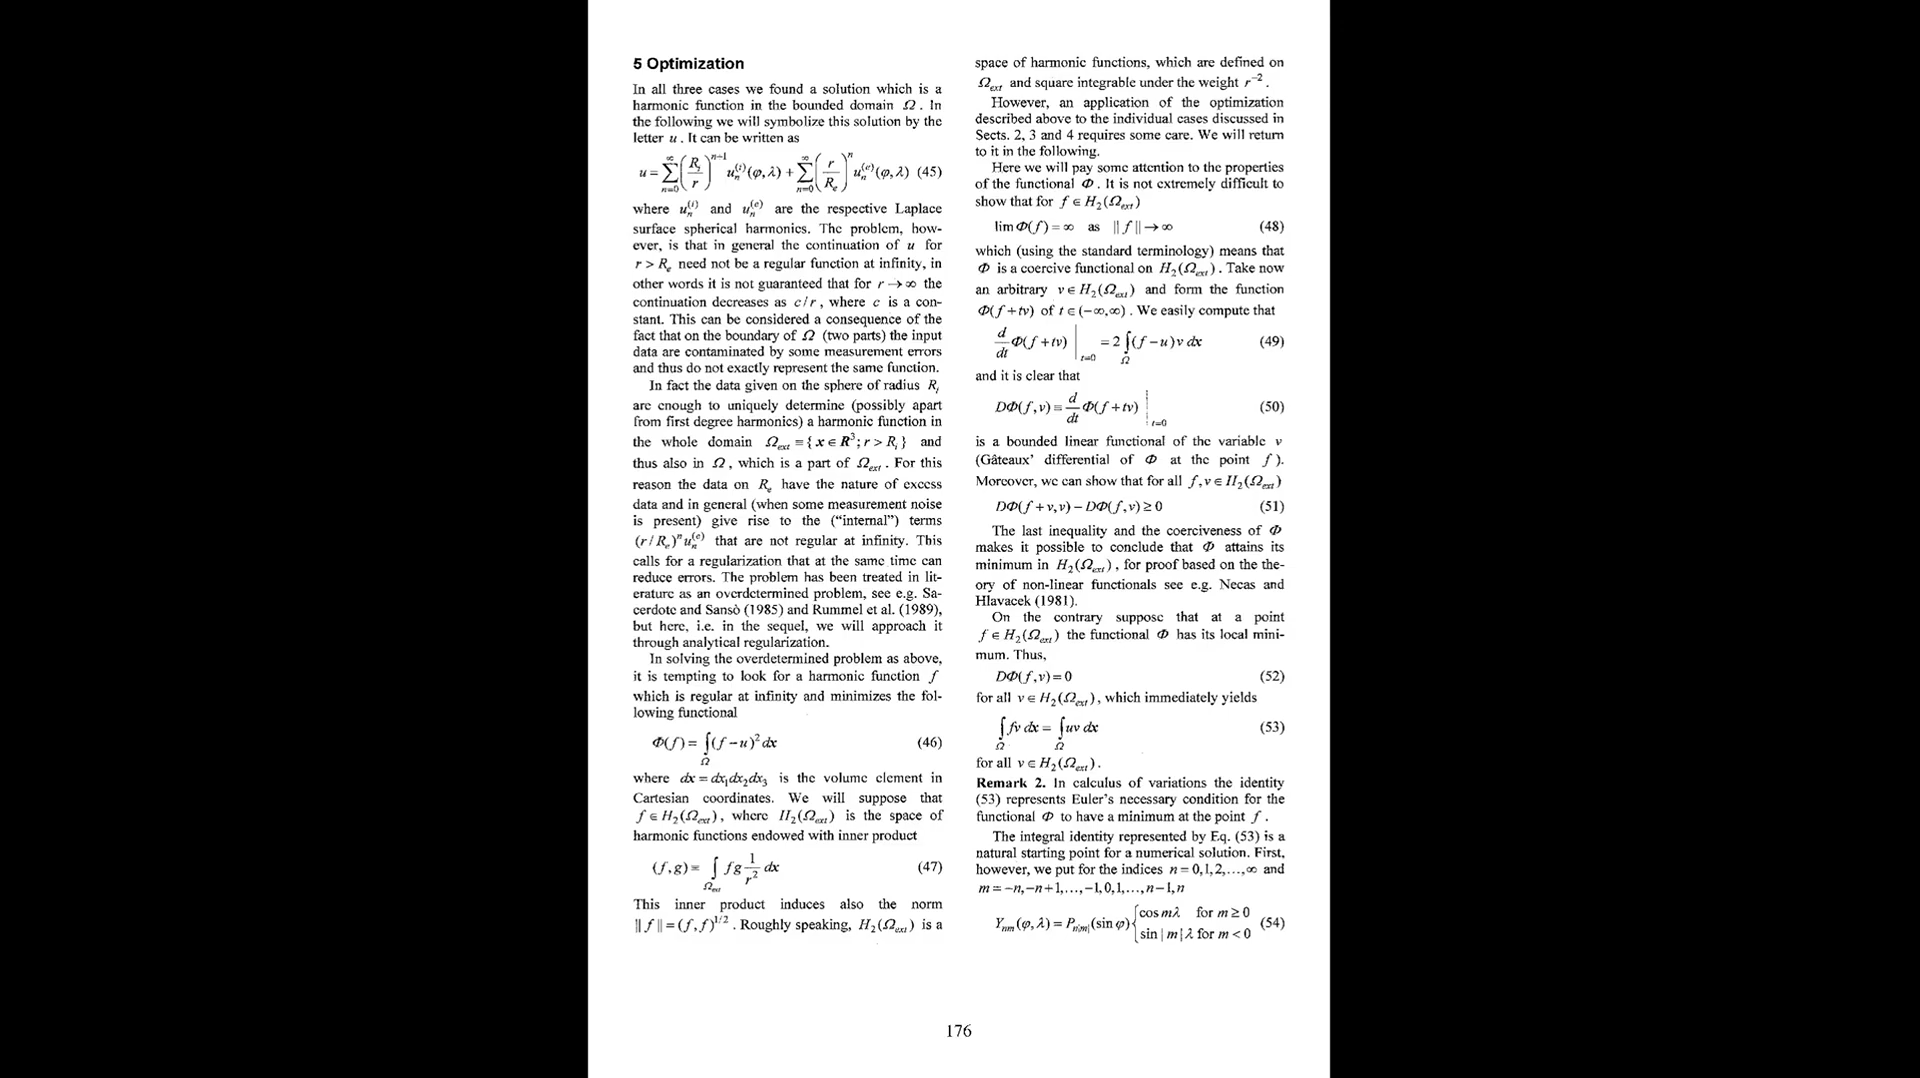 5 Optimization
In all three cases we found a solution which is a
harmonic function in the bounded domain Ω . In
the following we will symbolize this solution by the
letter u . It can be written as
u = ∑_{n=0}^{∞} (R_i / r)^{n+1} u_n^{(i)}(φ, λ) + ∑_{n=0}^{∞} (r / R_e)^n u_n^{(e)}(φ, λ) (45)
where u_n^{(i)} and u_n^{(e)} are the respective Laplace
surface spherical harmonics. The problem, how-
ever, is that in general the continuation of u for
r > R_e need not be a regular function at infinity, in
other words it is not guaranteed that for r → ∞ the
continuation decreases as c / r , where c is a con-
stant. This can be considered a consequence of the
fact that on the boundary of Ω (two parts) the input
data are contaminated by some measurement errors
and thus do not exactly represent the same function.
In fact the data given on the sphere of radius R_i
are enough to uniquely determine (possibly apart
from first degree harmonics) a harmonic function in
the whole domain Ω_ext ≡ { x ∈ R³ ; r > R_i } and
thus also in Ω , which is a part of Ω_ext . For this
reason the data on R_e have the nature of excess
data and in general (when some measurement noise
is present) give rise to the (“internal”) terms
(r / R_e)^n u_n^{(e)} that are not regular at infinity. This
calls for a regularization that at the same time can
reduce errors. The problem has been treated in lit-
erature as an overdetermined problem, see e.g. Sa-
cerdote and Sansò (1985) and Rummel et al. (1989),
but here, i.e. in the sequel, we will approach it
through analytical regularization.
In solving the overdetermined problem as above,
it is tempting to look for a harmonic function f
which is regular at infinity and minimizes the fol-
lowing functional
Φ(f) = ∫_Ω (f − u)² dx (46)
where dx = dx₁dx₂dx₃ is the volume element in
Cartesian coordinates. We will suppose that
f ∈ H₂(Ω_ext) , where H₂(Ω_ext) is the space of
harmonic functions endowed with inner product
(f, g) ≡ ∫_{Ω_ext} f g (1 / r²) dx (47)
This inner product induces also the norm
|| f || = (f, f)^{1/2} . Roughly speaking, H₂(Ω_ext) is a
space of harmonic functions, which are defined on
Ω_ext and square integrable under the weight r⁻² .
However, an application of the optimization
described above to the individual cases discussed in
Sects. 2, 3 and 4 requires some care. We will return
to it in the following.
Here we will pay some attention to the properties
of the functional Φ . It is not extremely difficult to
show that for f ∈ H₂(Ω_ext)
lim Φ(f) = ∞ as || f || → ∞ (48)
which (using the standard terminology) means that
Φ is a coercive functional on H₂(Ω_ext) . Take now
an arbitrary v ∈ H₂(Ω_ext) and form the function
Φ(f + tv) of t ∈ (−∞, ∞) . We easily compute that
d/dt Φ(f + tv) |_{t=0} = 2 ∫_Ω (f − u) v dx (49)
and it is clear that
DΦ(f, v) ≡ d/dt Φ(f + tv) |_{t=0} (50)
is a bounded linear functional of the variable v
(Gâteaux’ differential of Φ at the point f ).
Moreover, we can show that for all f, v ∈ H₂(Ω_ext)
DΦ(f + v, v) − DΦ(f, v) ≥ 0 (51)
The last inequality and the coerciveness of Φ
makes it possible to conclude that Φ attains its
minimum in H₂(Ω_ext) , for proof based on the the-
ory of non-linear functionals see e.g. Necas and
Hlavacek (1981).
On the contrary suppose that at a point
f ∈ H₂(Ω_ext) the functional Φ has its local mini-
mum. Thus,
DΦ(f, v) = 0 (52)
for all v ∈ H₂(Ω_ext) , which immediately yields
∫_Ω fv dx = ∫_Ω uv dx (53)
for all v ∈ H₂(Ω_ext) .
Remark 2. In calculus of variations the identity
(53) represents Euler’s necessary condition for the
functional Φ to have a minimum at the point f .
The integral identity represented by Eq. (53) is a
natural starting point for a numerical solution. First,
however, we put for the indices n = 0, 1, 2, ..., ∞ and
m = −n, −n + 1, ..., −1, 0, 1, ..., n − 1, n
Y_nm(φ, λ) = P_{n|m|}(sin φ) { cos mλ for m ≥ 0
sin | m | λ for m < 0 (54)
176